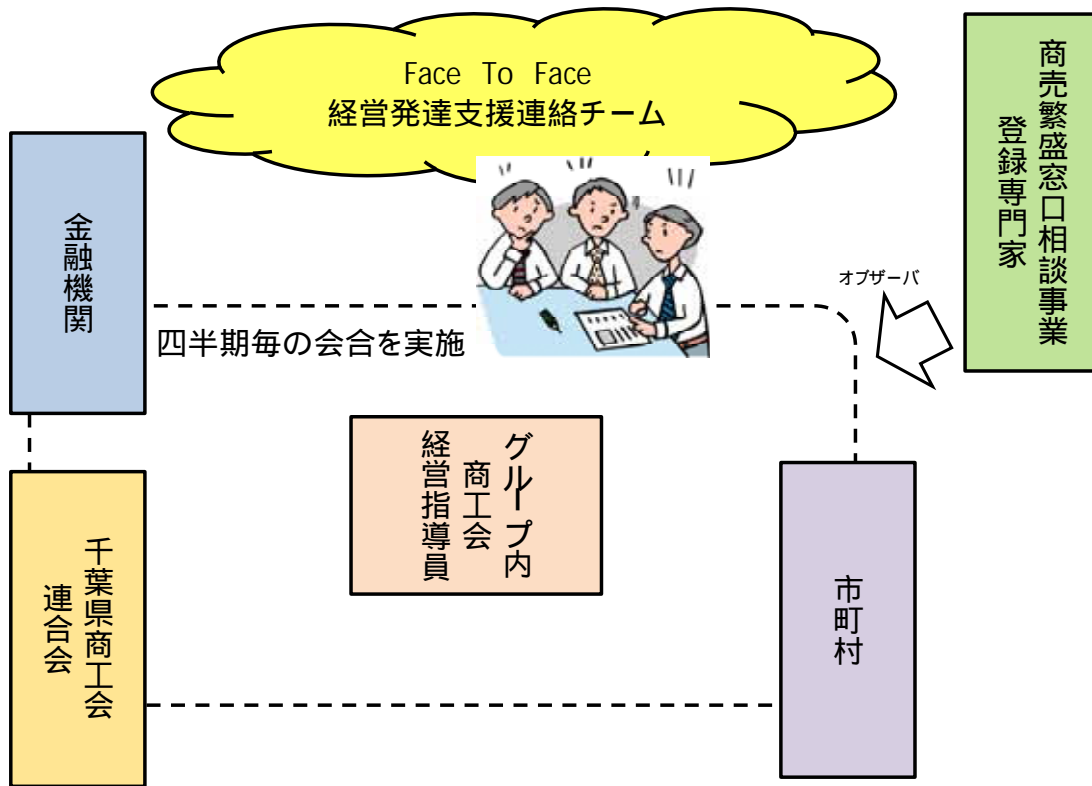 Face To Face
経営発達支援連絡チーム
商売繁盛窓口相談事業
登録専門家
金融機関
オブザーバ
四半期毎の会合を実施
グループ内
商工会
経営指導員
千葉県商工会
連合会
市町村